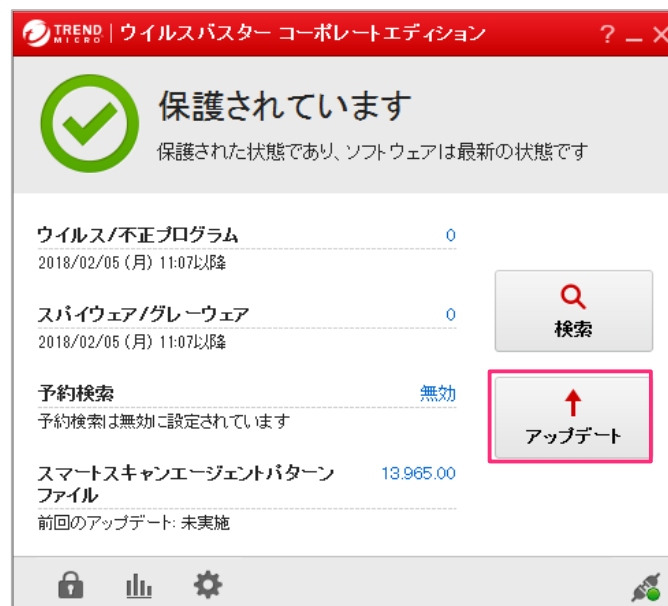 TREND MICRO | ウイルスバスター コーポレートエディション ? _ ×
保護されています
保護された状態であり、ソフトウェアは最新の状態です
ウイルス/不正プログラム 0
2018/02/05 (月) 11:07以降
スパイウェア/グレーウェア 0
2018/02/05 (月) 11:07以降
検索
予約検索 無効
予約検索は無効に設定されています
アップデート
スマートスキャンエージェントパターン 13.965.00
ファイル
前回のアップデート: 未実施